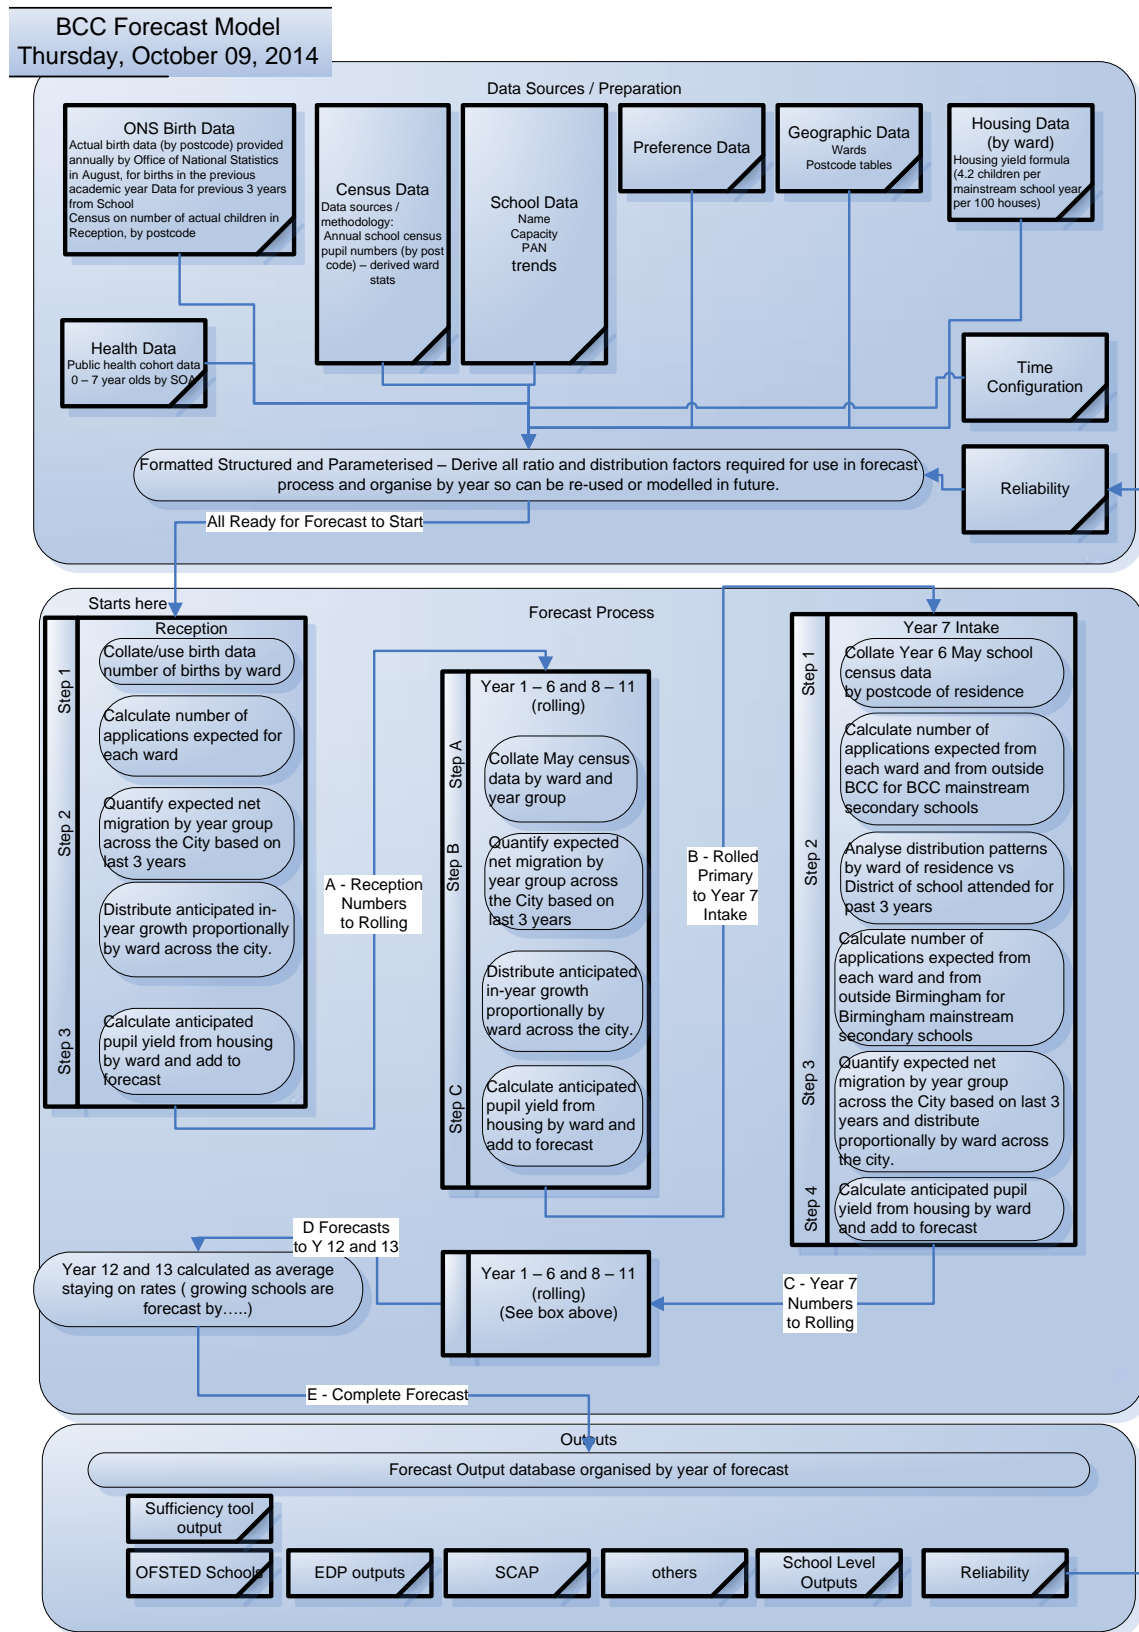 BCC Forecast Model
Thursday, October 09, 2014
Data Sources / Preparation
ONS Birth Data
Actual birth data (by postcode) provided
annually by Office of National Statistics
in August, for births in the previous
academic year Data for previous 3 years
from School
Census on number of actual children in
Reception, by postcode
Census Data
Data sources /
methodology:
Annual school census
pupil numbers (by post
code) – derived ward
stats
School Data
Name
Capacity
PAN
trends
Preference Data
Geographic Data
Wards
Postcode tables
Housing Data
(by ward)
Housing yield formula
(4.2 children per
mainstream school year
per 100 houses)
Health Data
Public health cohort data
0 – 7 year olds by SOA
Time
Configuration
Formatted Structured and Parameterised – Derive all ratio and distribution factors required for use in forecast
process and organise by year so can be re-used or modelled in future.
Reliability
All Ready for Forecast to Start
Starts here
Forecast Process
Reception
Step 1
Collate/use birth data
number of births by ward
Calculate number of
applications expected for
each ward
Step 2
Quantify expected net
migration by year group
across the City based on
last 3 years
Distribute anticipated in-
year growth proportionally
by ward across the city.
Step 3
Calculate anticipated
pupil yield from housing
by ward and add to
forecast
A - Reception
Numbers
to Rolling
Year 1 – 6 and 8 – 11
(rolling)
Step A
Collate May census
data by ward and
year group
Step B
Quantify expected
net migration by
year group across
the City based on
last 3 years
Distribute anticipated
in-year growth
proportionally by
ward across the city.
Step C
Calculate anticipated
pupil yield from
housing by ward and
add to forecast
B - Rolled
Primary
to Year 7
Intake
Year 7 Intake
Step 1
Collate Year 6 May school
census data
by postcode of residence
Calculate number of
applications expected from
each ward and from outside
BCC for BCC mainstream
secondary schools
Step 2
Analyse distribution patterns
by ward of residence vs
District of school attended for
past 3 years
Calculate number of
applications expected from
each ward and from
outside Birmingham for
Birmingham mainstream
secondary schools
Step 3
Quantify expected net
migration by year group
across the City based on last 3
years and distribute
proportionally by ward across
the city.
Step 4
Calculate anticipated pupil
yield from housing by ward
and add to forecast
D Forecasts
to Y 12 and 13
Year 12 and 13 calculated as average
staying on rates ( growing schools are
forecast by…..)
Year 1 – 6 and 8 – 11
(rolling)
(See box above)
C - Year 7
Numbers
to Rolling
E - Complete Forecast
Outputs
Forecast Output database organised by year of forecast
Sufficiency tool
output
OFSTED Schools
EDP outputs
SCAP
others
School Level
Outputs
Reliability